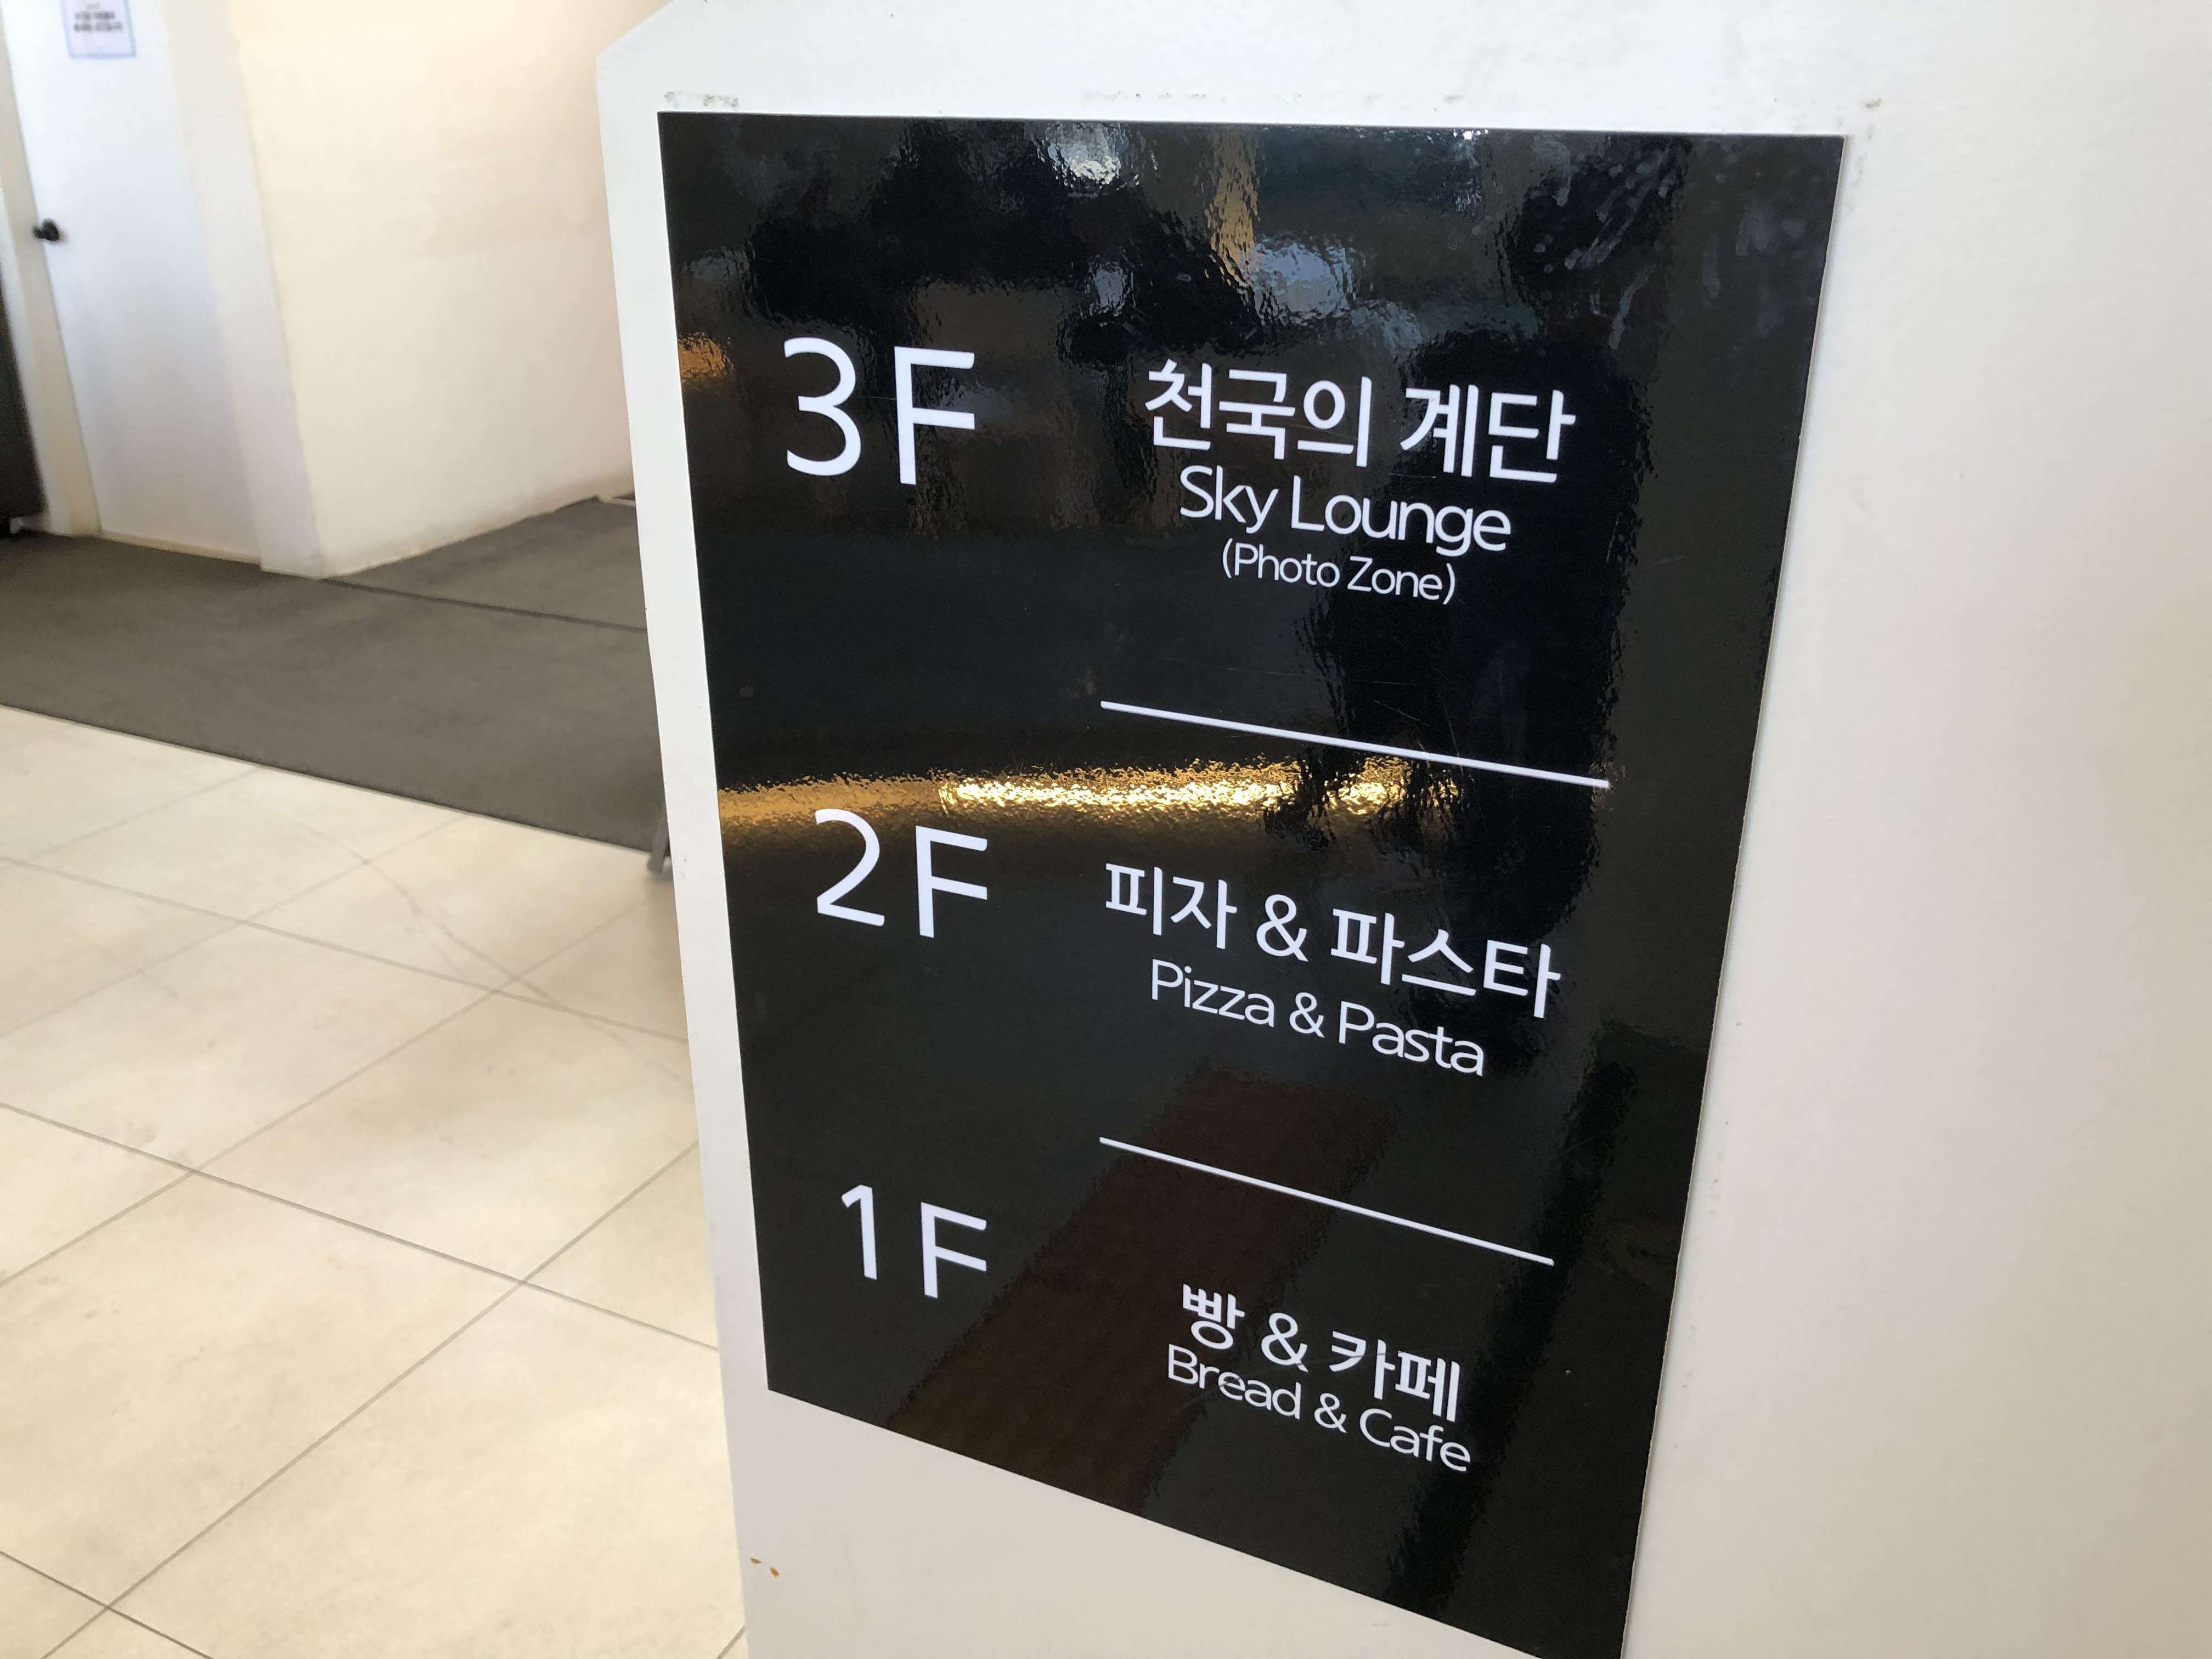 3F
천국의 계단
Sky Lounge
(Photo Zone)
2F
피자 & 파스타
Pizza & Pasta
1F
빵 & 카페
Bread & Cafe